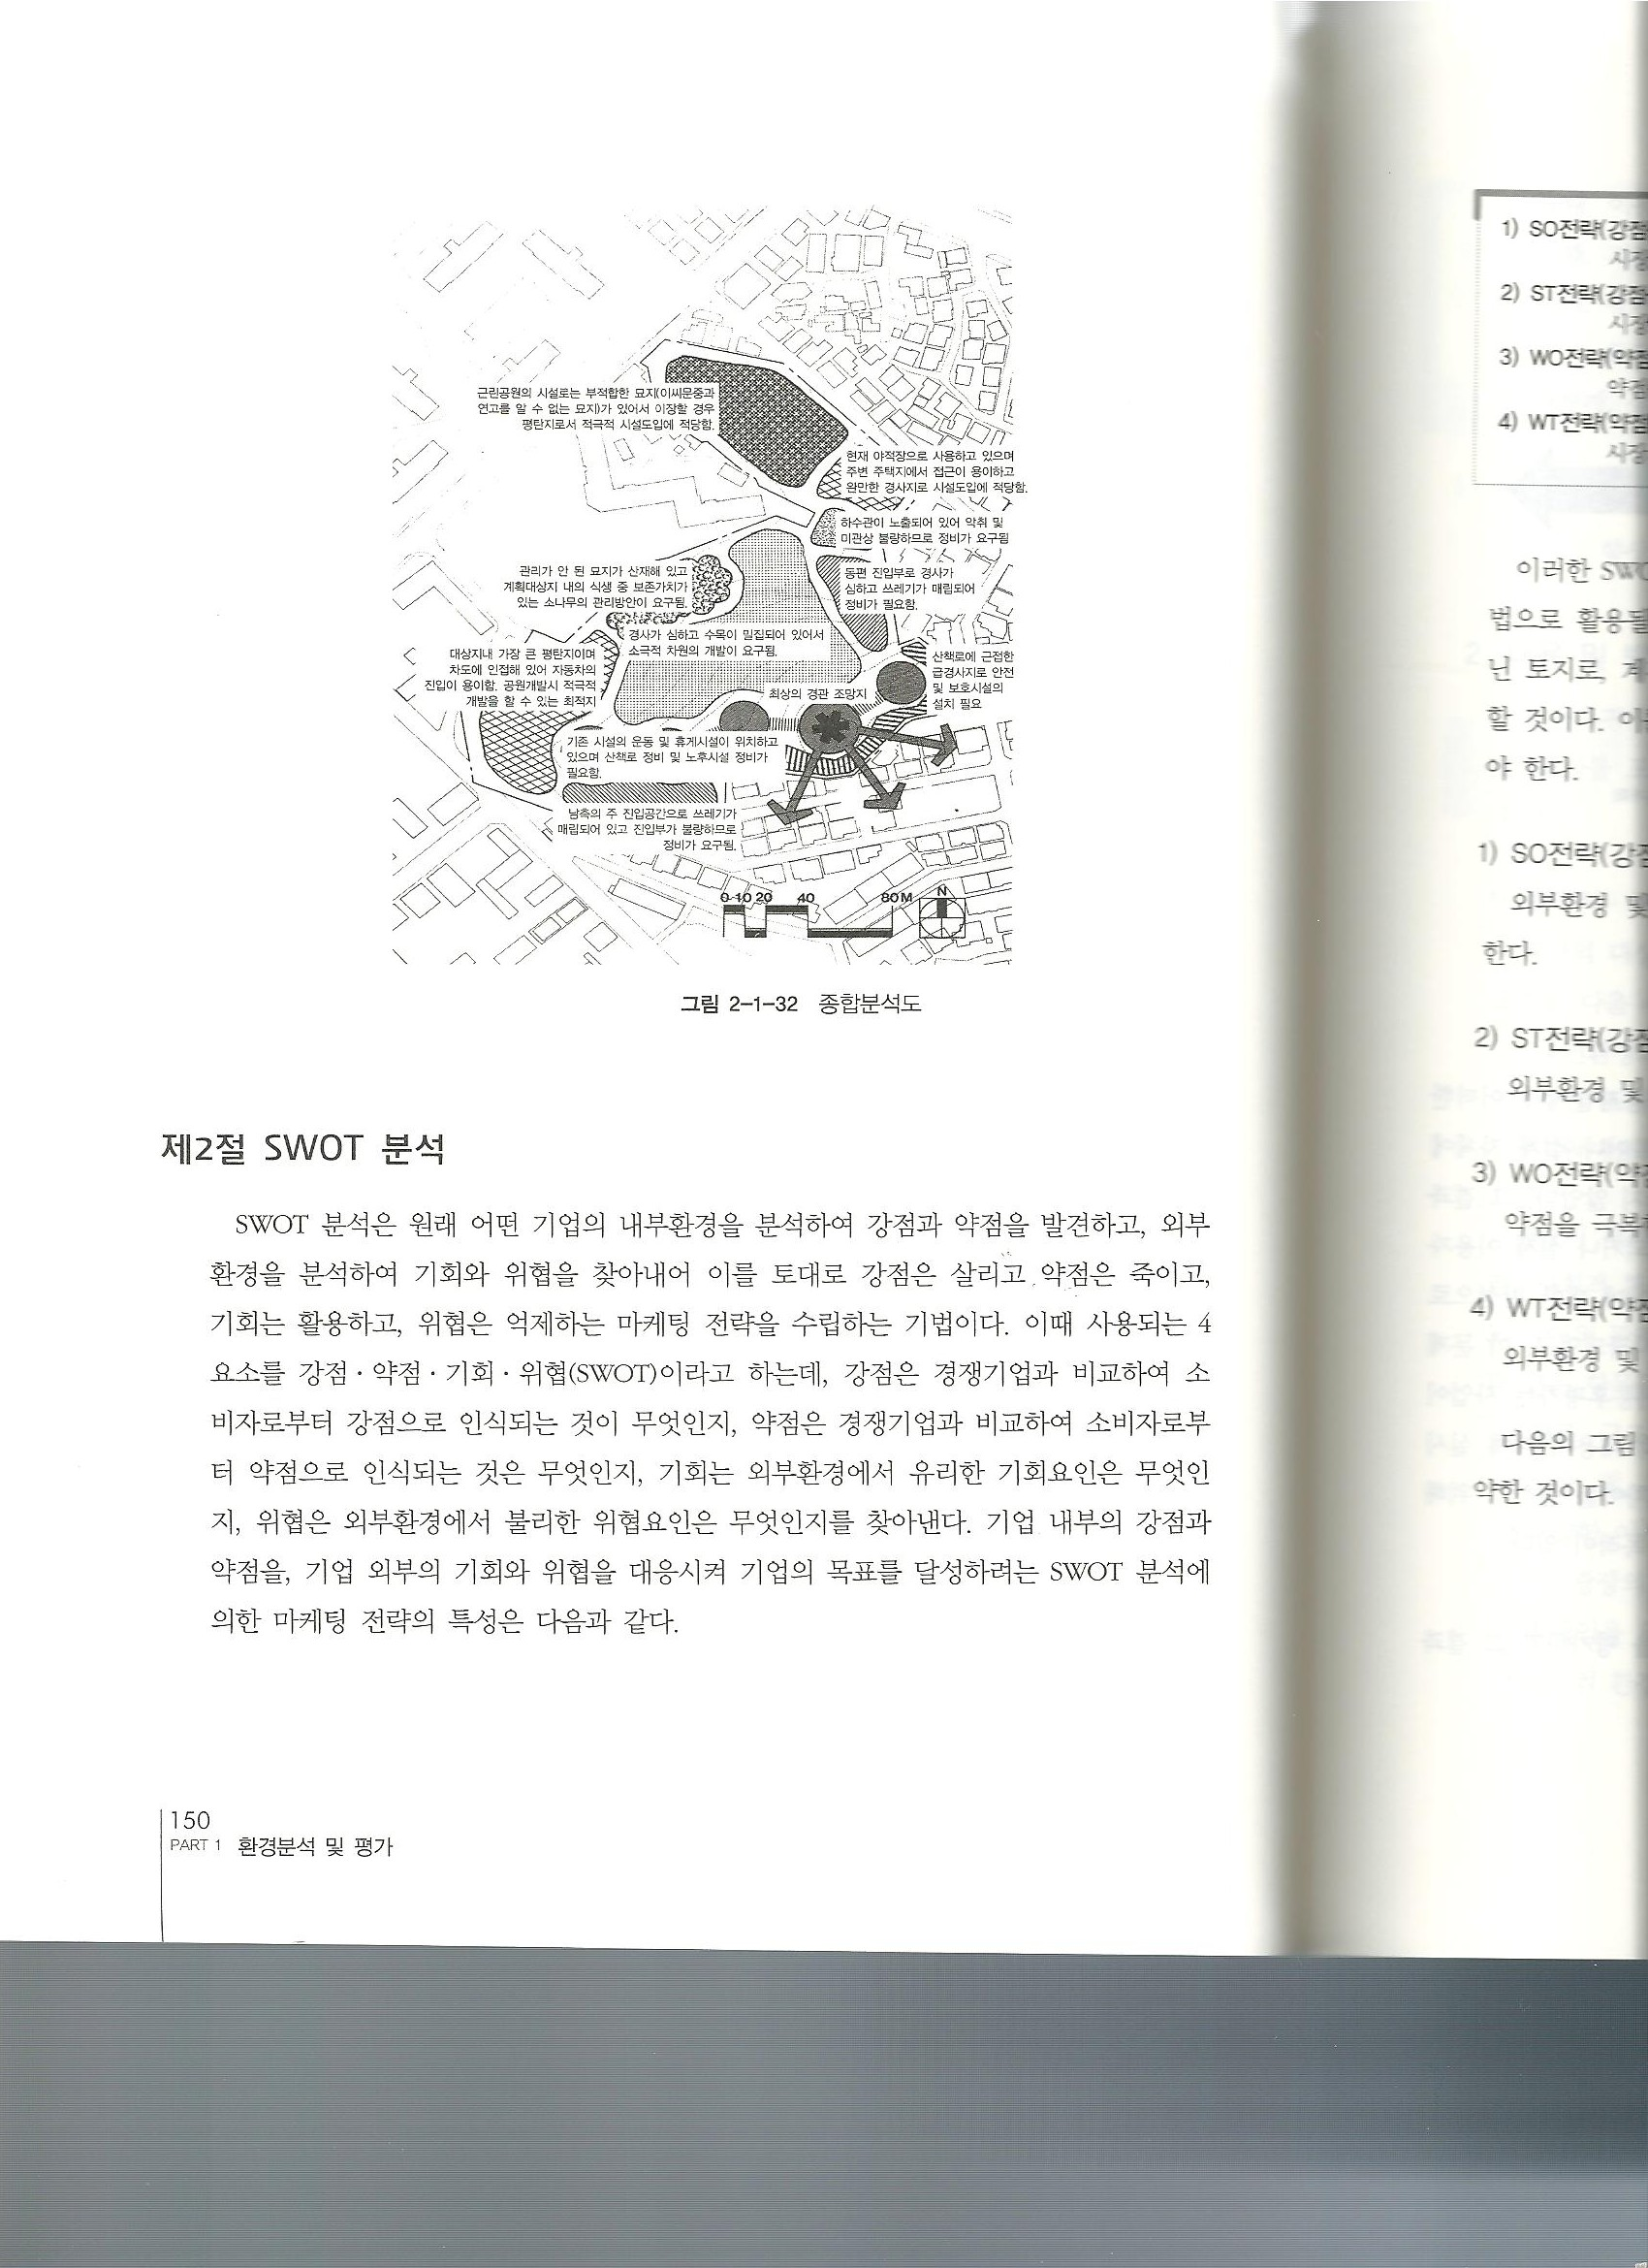 근린공원의 시설로는 부적합한 묘지(이씨문중과
연고를 알 수 없는 묘지)가 있어서 이장할 경우
평탄지로서 적극적 시설도입에 적당함.
현재 야적장으로 사용하고 있으며
주변 주택지에서 접근이 용이하고
완만한 경사지로 시설도입에 적당함.
하수관이 노출되어 있어 악취 및
미관상 불량하므로 정비가 요구됨
관리가 안 된 묘지가 산재해 있고
계획대상지 내의 식생 중 보존가치가
있는 소나무의 관리방안이 요구됨.
동편 진입부로 경사가
심하고 쓰레기가 매립되어
정비가 필요함.
경사가 심하고 수목이 밀집되어 있어서
소극적 차원의 개발이 요구됨.
대상지내 가장 큰 평탄지이며
차도에 인접해 있어 자동차의
진입이 용이함. 공원개발시 적극적
개발을 할 수 있는 최적지
산책로에 근접한
급경사지로 안전
및 보호시설의
설치 필요
최상의 경관 조망지
기존 시설의 운동 및 휴게시설이 위치하고
있으며 산책로 정비 및 노후시설 정비가
필요함.
남측의 주 진입공간으로 쓰레기가
매립되어 있고 진입부가 불량하므로
정비가 요구됨.
0 10 20 40 80M N
그림 2-1-32 종합분석도
제2절 SWOT 분석
SWOT 분석은 원래 어떤 기업의 내부환경을 분석하여 강점과 약점을 발견하고, 외부
환경을 분석하여 기회와 위협을 찾아내어 이를 토대로 강점은 살리고 약점은 죽이고,
기회는 활용하고, 위협은 억제하는 마케팅 전략을 수립하는 기법이다. 이때 사용되는 4
요소를 강점·약점·기회·위협(SWOT)이라고 하는데, 강점은 경쟁기업과 비교하여 소
비자로부터 강점으로 인식되는 것이 무엇인지, 약점은 경쟁기업과 비교하여 소비자로부
터 약점으로 인식되는 것은 무엇인지, 기회는 외부환경에서 유리한 기회요인은 무엇인
지, 위협은 외부환경에서 불리한 위협요인은 무엇인지를 찾아낸다. 기업 내부의 강점과
약점을, 기업 외부의 기회와 위협을 대응시켜 기업의 목표를 달성하려는 SWOT 분석에
의한 마케팅 전략의 특성은 다음과 같다.
150
PART 1 환경분석 및 평가
1) SO전략(강점
시장
2) ST전략(강점
시장
3) WO전략(약점
약점
4) WT전략(약점
시장
이러한 SWO
법으로 활용될
닌 토지로, 계
할 것이다. 이
야 한다.
1) SO전략(강점
외부환경 및
한다.
2) ST전략(강점
외부환경 및
3) WO전략(약점
약점을 극복
4) WT전략(약점
외부환경 및
다음의 그림
약한 것이다.